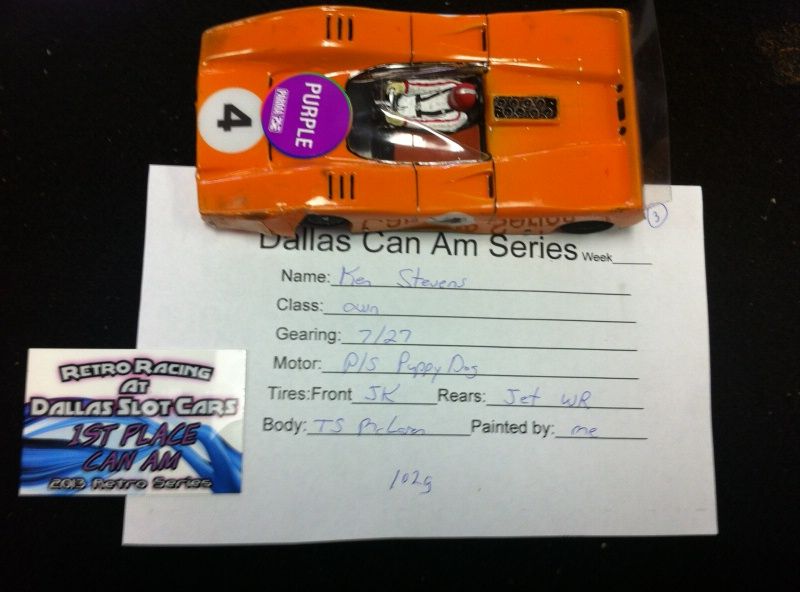 4
PURPLE
3
Dallas Can Am Series Week
Name: Ken Stevens
Class: own
Gearing: 7/27
Motor: P/S Puppy Dog
Tires:Front JK Rears: Jet WR
Body: TS McLaren Painted by: me
102g
RETRO RACING
AT
DALLAS SLOT CARS
1ST PLACE
CAN AM
2013 RETRO SERIES